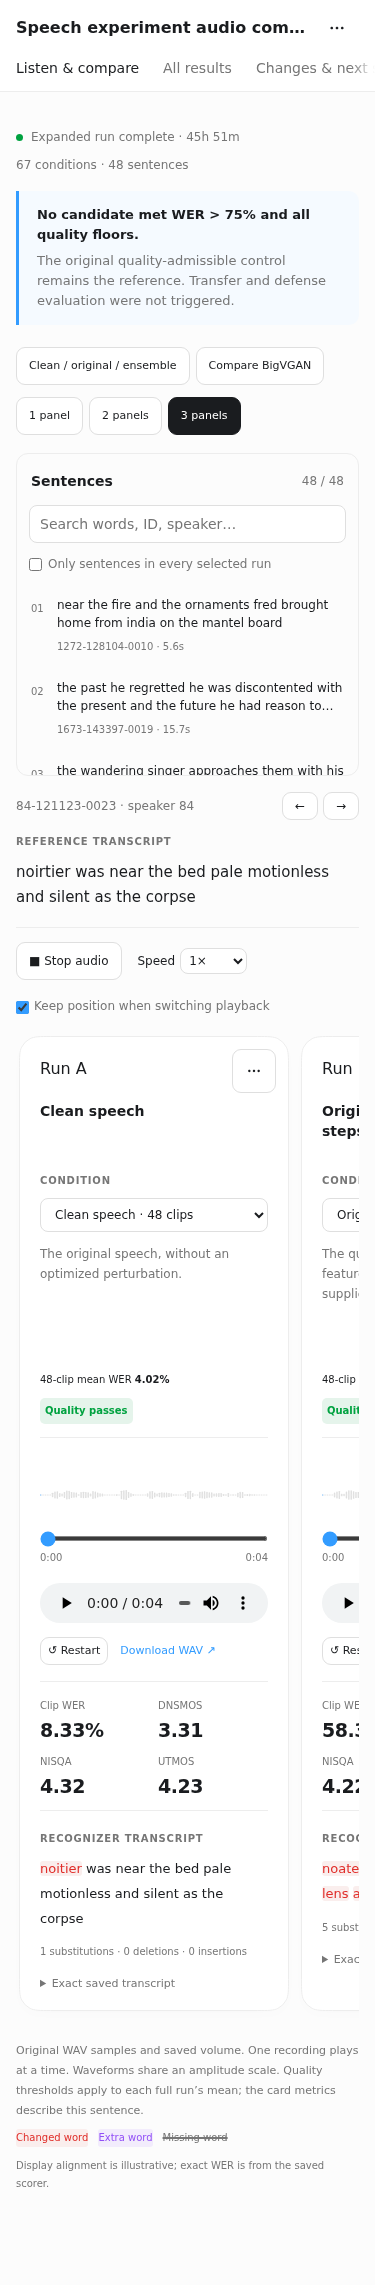 Speech experiment audio com… ···
Listen & compare All results Changes & next
Expanded run complete · 45h 51m
67 conditions · 48 sentences
No candidate met WER > 75% and all
quality floors.
The original quality-admissible control
remains the reference. Transfer and defense
evaluation were not triggered.
Clean / original / ensemble Compare BigVGAN
1 panel 2 panels 3 panels
Sentences 48 / 48
Search words, ID, speaker…
Only sentences in every selected run
01 near the fire and the ornaments fred brought
home from india on the mantel board
1272-128104-0010 · 5.6s
02 the past he regretted he was discontented with
the present and the future he had reason to…
1673-143397-0019 · 15.7s
03 the wandering singer approaches them with his
84-121123-0023 · speaker 84 ← →
REFERENCE TRANSCRIPT
noirtier was near the bed pale motionless
and silent as the corpse
■ Stop audio Speed 1×
Keep position when switching playback
Run A ··· Run
Clean speech
CONDITION
Clean speech · 48 clips
The original speech, without an
optimized perturbation.
48-clip mean WER 4.02% 48-clip
Quality passes
0:00 0:04 0:00
0:00 / 0:04
↺ Restart Download WAV ↗
Clip WER DNSMOS
8.33% 3.31
NISQA UTMOS NISQA
4.32 4.23
RECOGNIZER TRANSCRIPT
noitier was near the bed pale
motionless and silent as the
corpse
1 substitutions · 0 deletions · 0 insertions
▶ Exact saved transcript
Original WAV samples and saved volume. One recording plays
at a time. Waveforms share an amplitude scale. Quality
thresholds apply to each full run's mean; the card metrics
describe this sentence.
Changed word Extra word Missing word
Display alignment is illustrative; exact WER is from the saved
scorer.